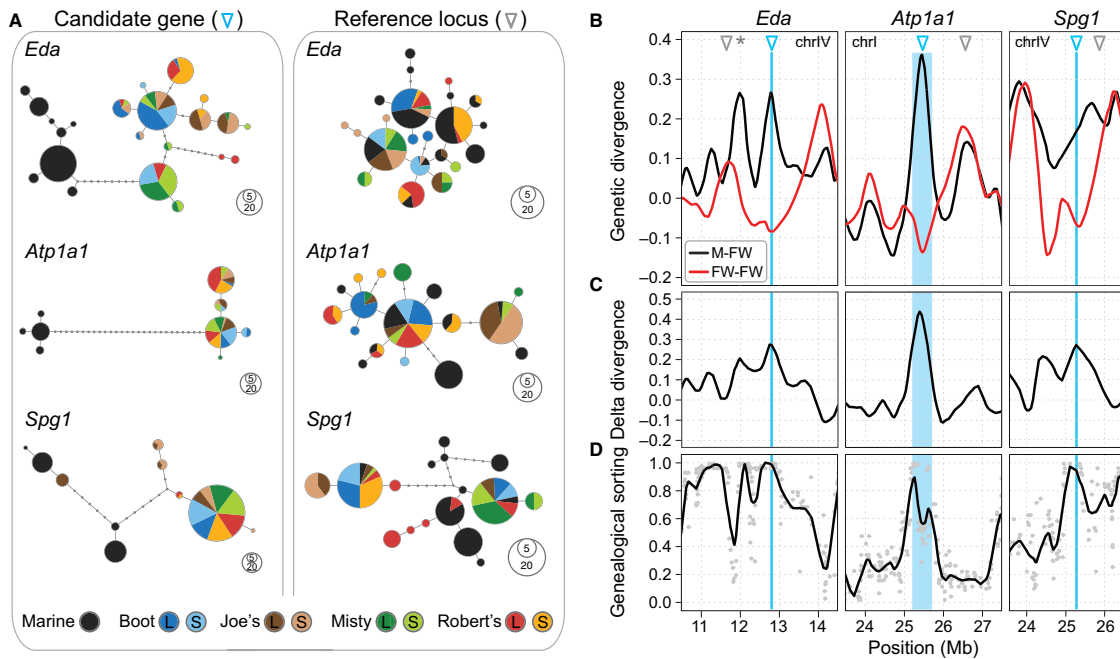 A
Candidate gene (▽)
Reference locus (▽)
Eda
Eda
5
20
5
20
Atp1a1
Atp1a1
5
20
5
20
Spg1
Spg1
5
20
5
20
Marine
Boot L S
Joe's L S
Misty L S
Robert's L S
B
Eda
Atp1a1
Spg1
* chrIV
chrI
chrIV
Genetic divergence
0.4
0.3
0.2
0.1
0.0
−0.1
−0.2
M-FW
FW-FW
C
Delta divergence
0.5
0.4
0.3
0.2
0.1
0.0
−0.1
−0.2
D
Genealogical sorting
1.0
0.8
0.6
0.4
0.2
0.0
11 12 13 14
24 25 26 27
24 25 26
Position (Mb)